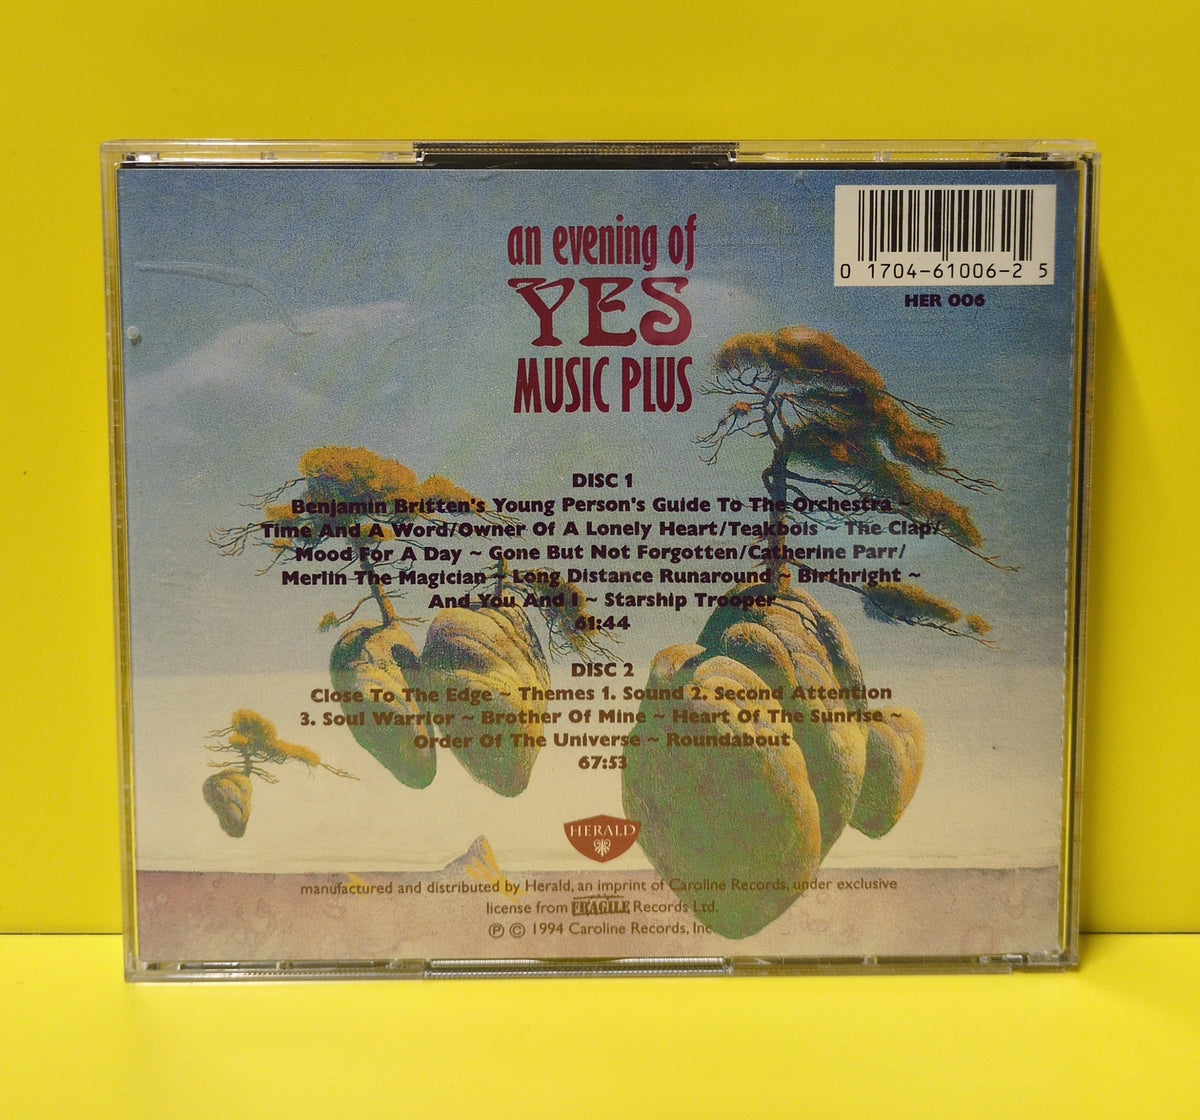 an evening of
YES
MUSIC PLUS
0 1704-61006-2 5
HER 006
DISC 1
Benjamin Britten's Young Person's Guide To The Orchestra ~
Time And A Word/Owner Of A Lonely Heart/Teakbois ~ The Clap/
Mood For A Day ~ Gone But Not Forgotten/Catherine Parr/
Merlin The Magician ~ Long Distance Runaround ~ Birthright ~
And You And I ~ Starship Trooper
61:44
DISC 2
Close To The Edge ~ Themes 1. Sound 2. Second Attention
3. Soul Warrior ~ Brother Of Mine ~ Heart Of The Sunrise ~
Order Of The Universe ~ Roundabout
67:53
HERALD
manufactured and distributed by Herald, an imprint of Caroline Records, under exclusive
license from FRAGILE Records Ltd.
℗ © 1994 Caroline Records, Inc.